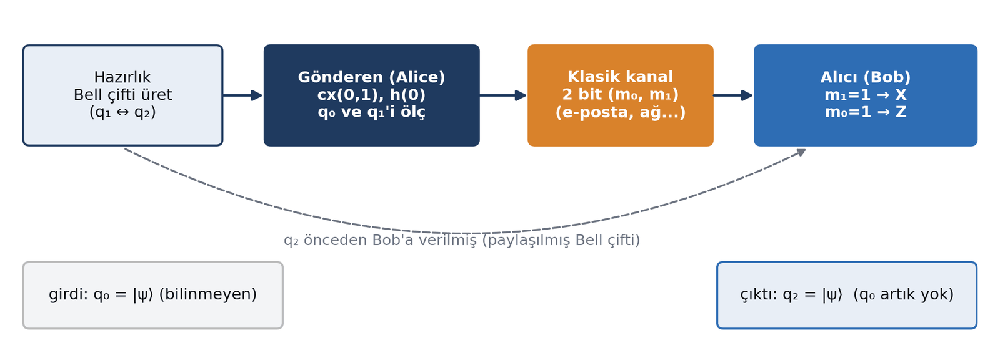 Hazırlık
Bell çifti üret
(q₁ ↔ q₂)
Gönderen (Alice)
cx(0,1), h(0)
q₀ ve q₁'i ölç
Klasik kanal
2 bit (m₀, m₁)
(e-posta, ağ...)
Alıcı (Bob)
m₁=1 → X
m₀=1 → Z
q₂ önceden Bob'a verilmiş (paylaşılmış Bell çifti)
girdi: q₀ = |ψ⟩ (bilinmeyen)
çıktı: q₂ = |ψ⟩ (q₀ artık yok)